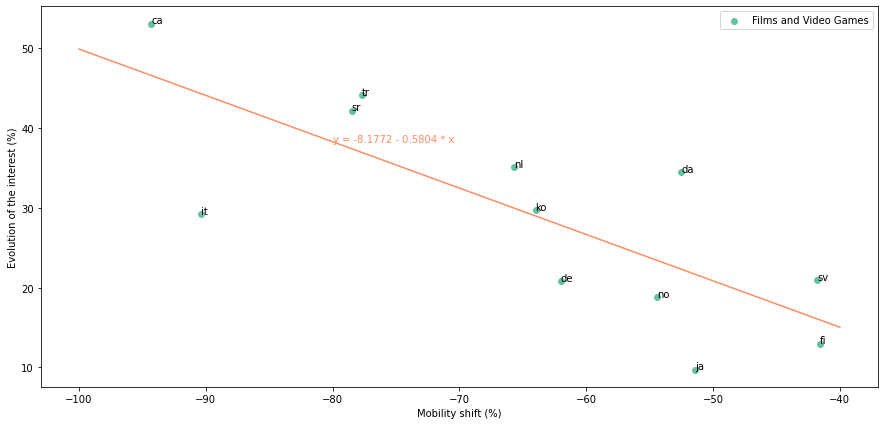 Films and Video Games
ca
tr
sr
y = -8.1772 - 0.5804 * x
nl
da
it
ko
de
sv
no
fi
ja
50
40
30
20
10
Evolution of the interest (%)
−100 −90 −80 −70 −60 −50 −40
Mobility shift (%)